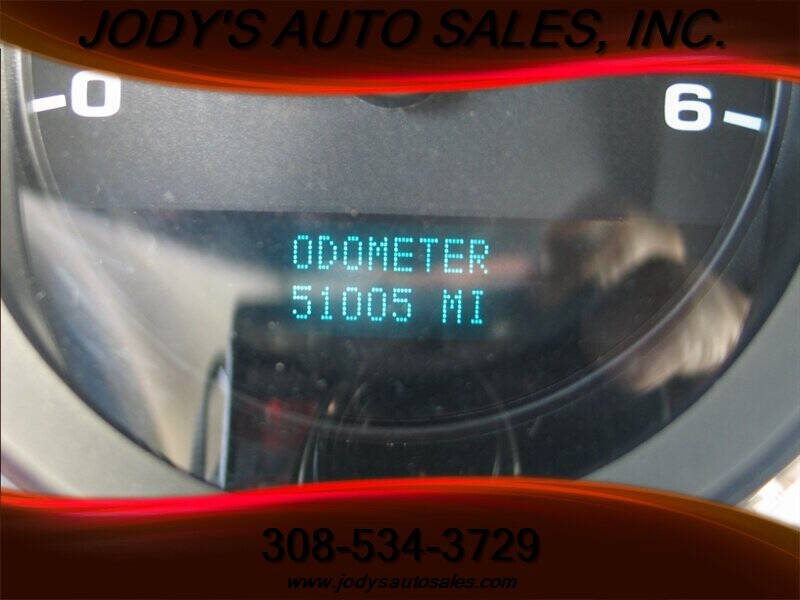 JODY'S AUTO SALES, INC.
0 6
ODOMETER
51005 MI
308-534-3729
www.jodysautosales.com